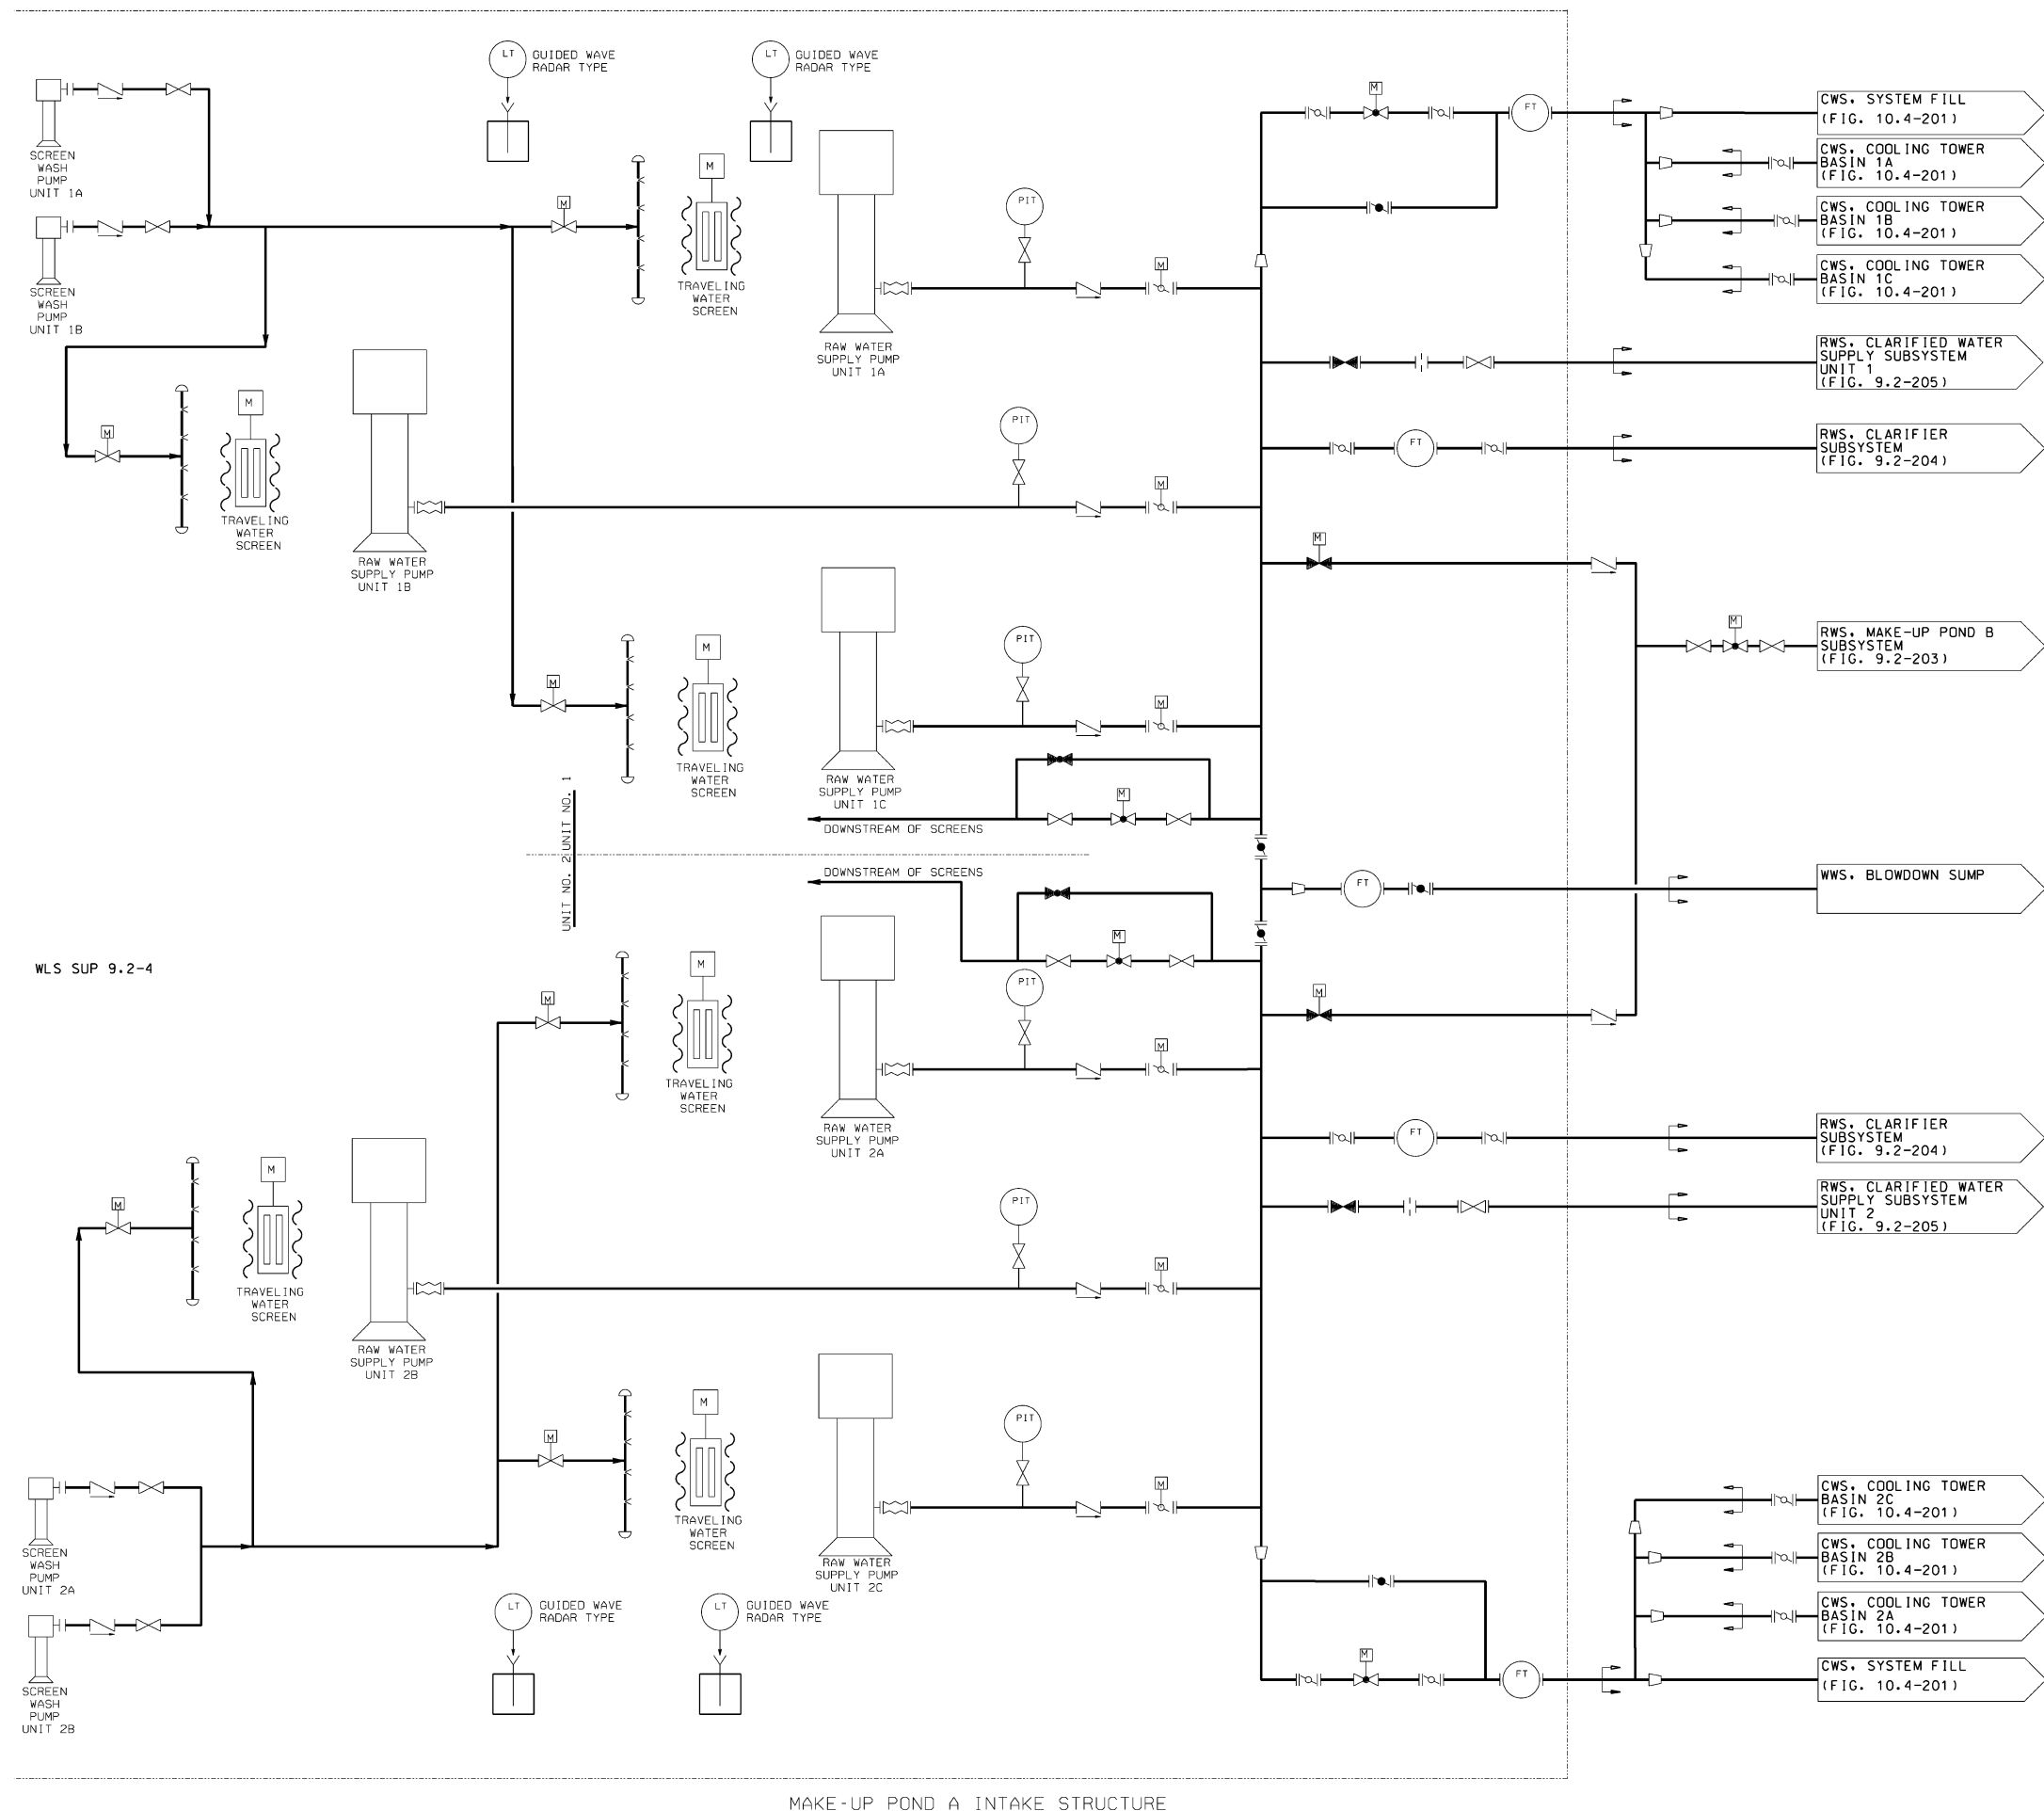 LT
GUIDED WAVE
RADAR TYPE
LT
GUIDED WAVE
RADAR TYPE
SCREEN
WASH
PUMP
UNIT 1A
M
FT
CWS. SYSTEM FILL
(FIG. 10.4-201)
CWS. COOLING TOWER
BASIN 1A
(FIG. 10.4-201)
CWS. COOLING TOWER
BASIN 1B
(FIG. 10.4-201)
CWS. COOLING TOWER
BASIN 1C
(FIG. 10.4-201)
SCREEN
WASH
PUMP
UNIT 1B
M
M
TRAVELING
WATER
SCREEN
RAW WATER
SUPPLY PUMP
UNIT 1A
PIT
M
RWS. CLARIFIED WATER
SUPPLY SUBSYSTEM
UNIT 1
(FIG. 9.2-205)
M
M
TRAVELING
WATER
SCREEN
RAW WATER
SUPPLY PUMP
UNIT 1B
PIT
M
FT
RWS. CLARIFIER
SUBSYSTEM
(FIG. 9.2-204)
M
M
RWS. MAKE-UP POND B
SUBSYSTEM
(FIG. 9.2-203)
M
M
TRAVELING
WATER
SCREEN
RAW WATER
SUPPLY PUMP
UNIT 1C
PIT
M
M
DOWNSTREAM OF SCREENS
UNIT NO. 2
UNIT NO. 1
DOWNSTREAM OF SCREENS
M
FT
WWS. BLOWDOWN SUMP
WLS SUP 9.2-4
M
M
M
TRAVELING
WATER
SCREEN
RAW WATER
SUPPLY PUMP
UNIT 2A
PIT
M
FT
RWS. CLARIFIER
SUBSYSTEM
(FIG. 9.2-204)
RWS. CLARIFIED WATER
SUPPLY SUBSYSTEM
UNIT 2
(FIG. 9.2-205)
M
M
TRAVELING
WATER
SCREEN
RAW WATER
SUPPLY PUMP
UNIT 2B
PIT
M
M
M
TRAVELING
WATER
SCREEN
RAW WATER
SUPPLY PUMP
UNIT 2C
PIT
M
SCREEN
WASH
PUMP
UNIT 2A
SCREEN
WASH
PUMP
UNIT 2B
LT
GUIDED WAVE
RADAR TYPE
LT
GUIDED WAVE
RADAR TYPE
M
FT
CWS. COOLING TOWER
BASIN 2C
(FIG. 10.4-201)
CWS. COOLING TOWER
BASIN 2B
(FIG. 10.4-201)
CWS. COOLING TOWER
BASIN 2A
(FIG. 10.4-201)
CWS. SYSTEM FILL
(FIG. 10.4-201)
MAKE-UP POND A INTAKE STRUCTURE